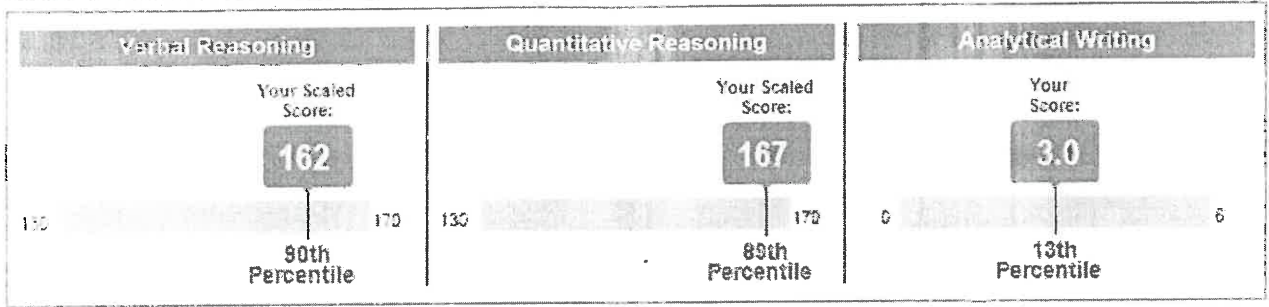 Verbal Reasoning
Your Scaled
Score:
162
130 170
90th
Percentile
Quantitative Reasoning
Your Scaled
Score:
167
130 170
89th
Percentile
Analytical Writing
Your
Score:
3.0
0 6
13th
Percentile